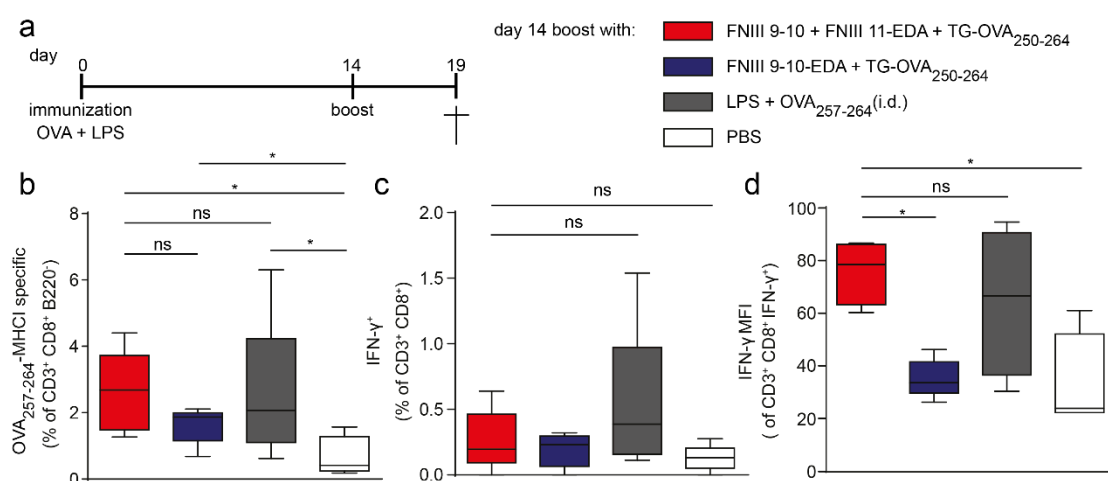 a
day
0
14
19
immunization
OVA + LPS
boost
day 14 boost with:
FNIII 9-10 + FNIII 11-EDA + TG-OVA250-264
FNIII 9-10-EDA + TG-OVA250-264
LPS + OVA257-264(i.d.)
PBS
b
*
*
ns
ns
*
OVA257-264-MHCI specific
(% of CD3+ CD8+ B220-)
8
6
4
2
0
c
ns
ns
IFN-γ+
(% of CD3+ CD8+)
2.0
1.5
1.0
0.5
0.0
d
*
ns
*
IFN-γ MFI
( of CD3+ CD8+ IFN-γ+)
100
80
60
40
20
0